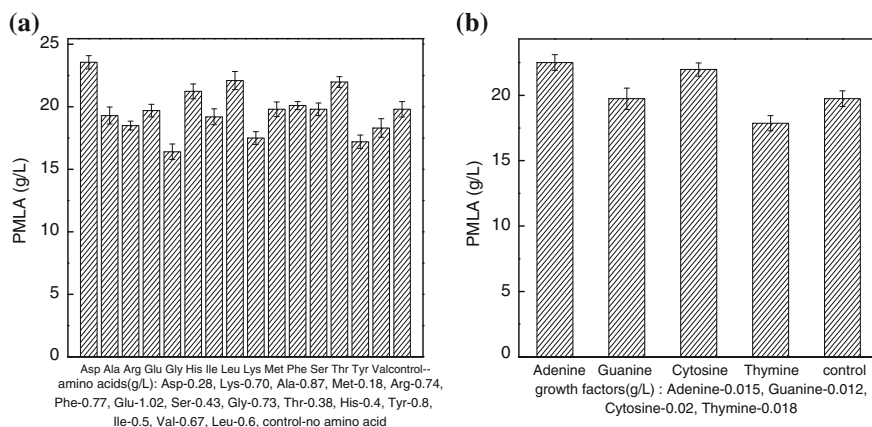 (a)
25
20
15
10
5
0
PMLA (g/L)
Asp Ala Arg Glu Gly His Ile Leu Lys Met Phe Ser Thr Tyr Valcontrol--
amino acids(g/L): Asp-0.28, Lys-0.70, Ala-0.87, Met-0.18, Arg-0.74,
Phe-0.77, Glu-1.02, Ser-0.43, Gly-0.73, Thr-0.38, His-0.4, Tyr-0.8,
Ile-0.5, Val-0.67, Leu-0.6, control-no amino acid
(b)
20
15
10
5
0
PMLA (g/L)
Adenine Guanine Cytosine Thymine control
growth factors(g/L) : Adenine-0.015, Guanine-0.012,
Cytosine-0.02, Thymine-0.018